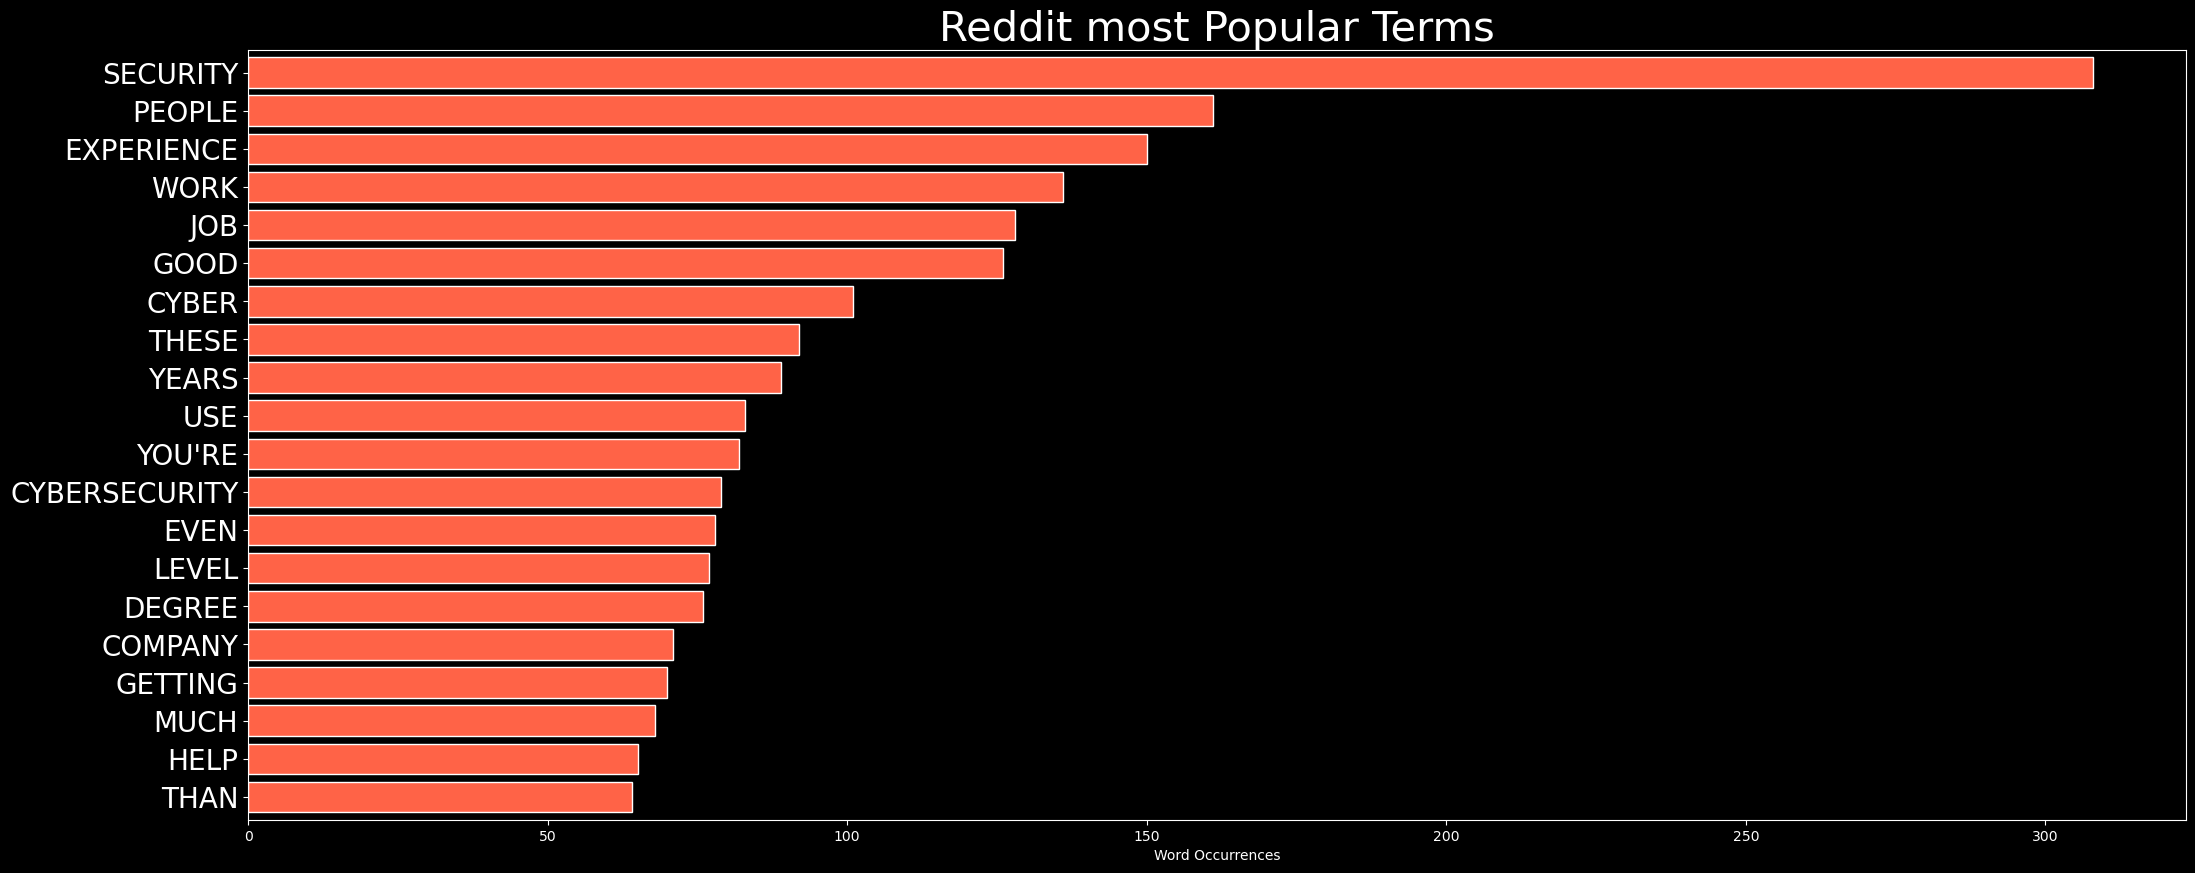 Reddit most Popular Terms
SECURITY
PEOPLE
EXPERIENCE
WORK
JOB
GOOD
CYBER
THESE
YEARS
USE
YOU'RE
CYBERSECURITY
EVEN
LEVEL
DEGREE
COMPANY
GETTING
MUCH
HELP
THAN
0 50 100 150 200 250 300
Word Occurrences